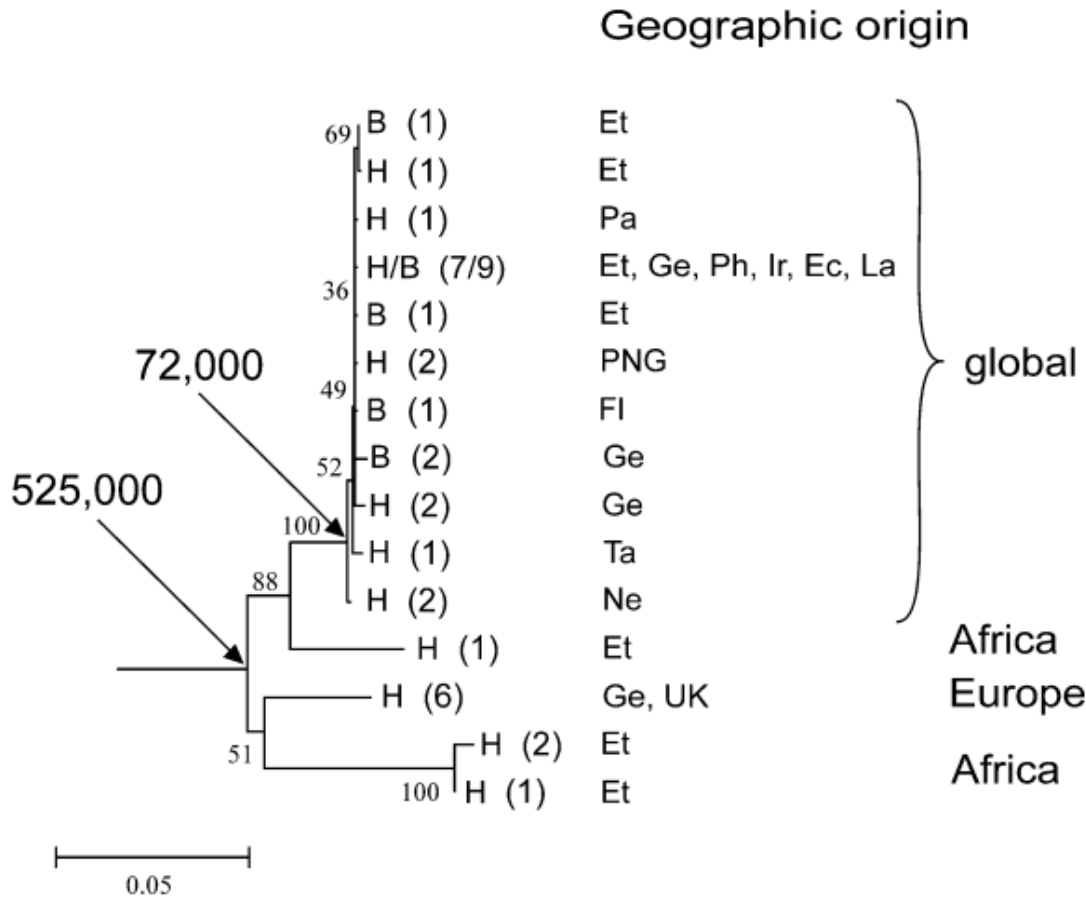 Geographic origin
69
B (1) Et
H (1) Et
H (1) Pa
H/B (7/9) Et, Ge, Ph, Ir, Ec, La
36
B (1) Et
72,000
H (2) PNG
global
49
B (1) Fl
52
B (2) Ge
525,000
H (2) Ge
100
H (1) Ta
88
H (2) Ne
H (1) Et
Africa
H (6) Ge, UK
Europe
51
H (2) Et
Africa
100
H (1) Et
0.05